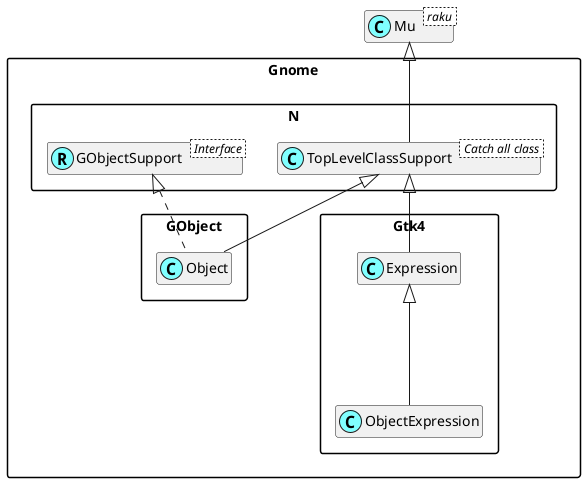 C Mu raku
Gnome
N
R GObjectSupport Interface
C TopLevelClassSupport Catch all class
GObject
Gtk4
C Object
C Expression
C ObjectExpression